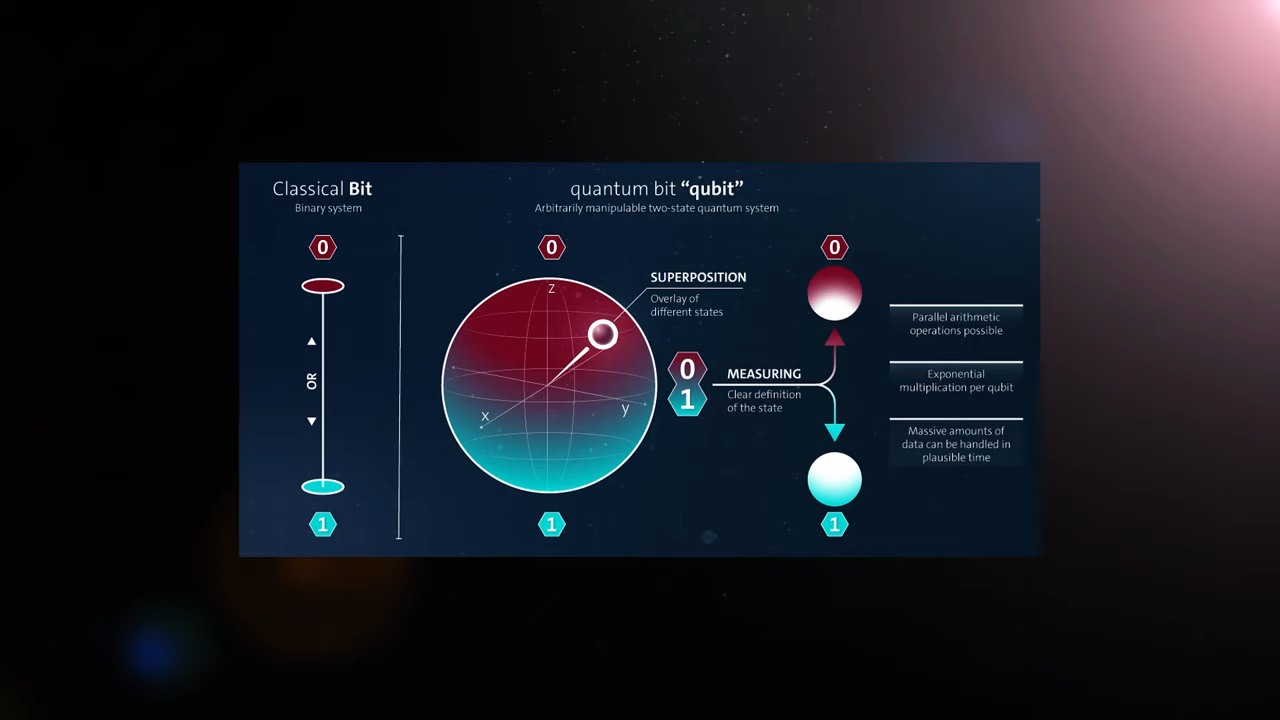 Classical Bit
Binary system
0
OR
1
quantum bit “qubit”
Arbitrarily manipulable two-state quantum system
0
z
x
y
1
SUPERPOSITION
Overlay of
different states
0
1
MEASURING
Clear definition
of the state
0
1
Parallel arithmetic
operations possible
Exponential
multiplication per qubit
Massive amounts of
data can be handled in
plausible time